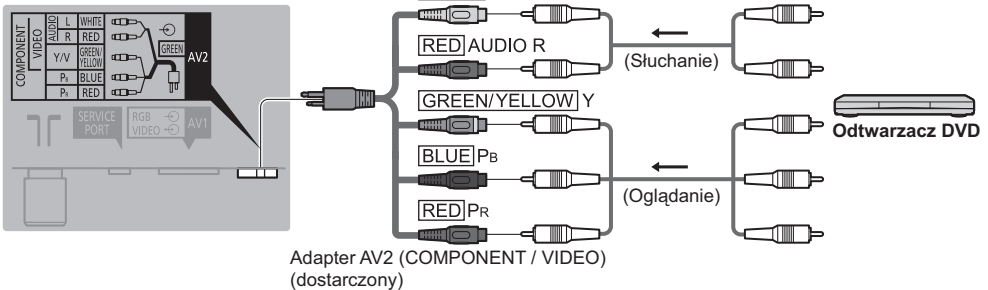 COMPONENT
VIDEO
AUDIO
L WHITE
R RED
Y/V GREEN/YELLOW
PB BLUE
PR RED
GREEN
AV2
SERVICE PORT
RGB
VIDEO
AV1
RED AUDIO R
GREEN/YELLOW Y
BLUE PB
RED PR
(Słuchanie)
(Oglądanie)
Odtwarzacz DVD
Adapter AV2 (COMPONENT / VIDEO)
(dostarczony)